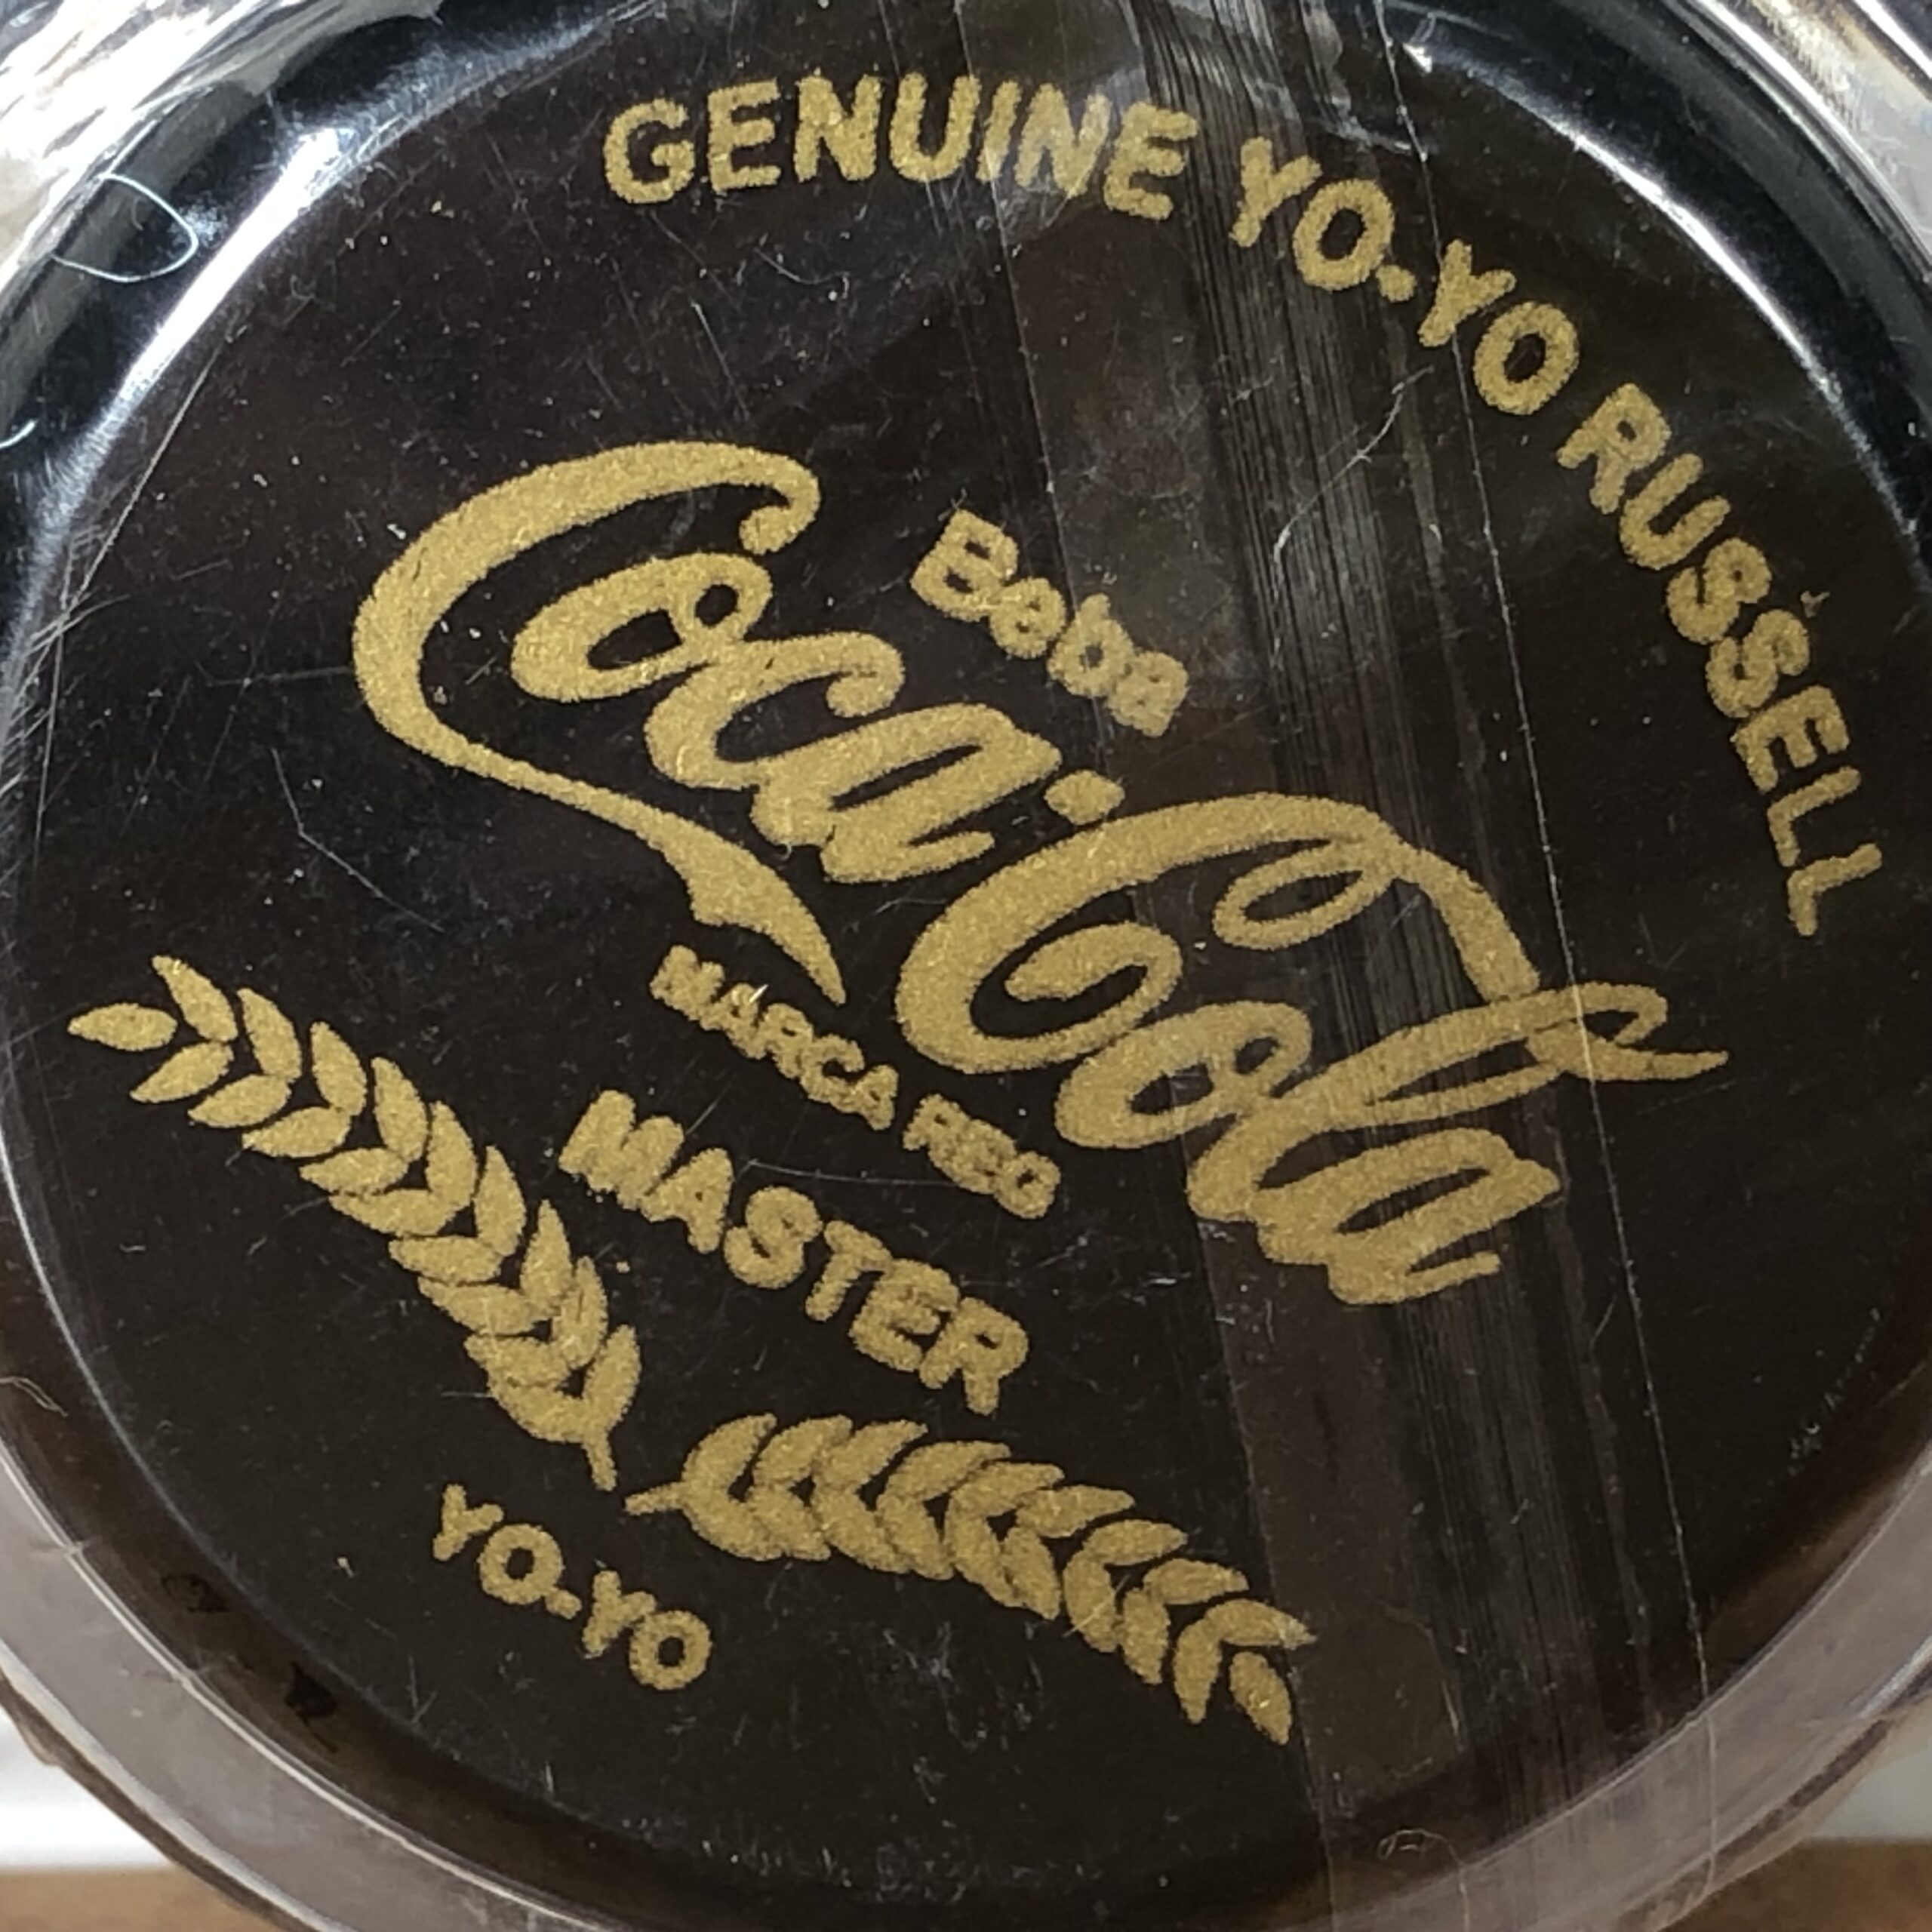 GENUINE YO-YO RUSSELL
Beba
Coca-Cola
MARCA REG
MASTER
YO-YO